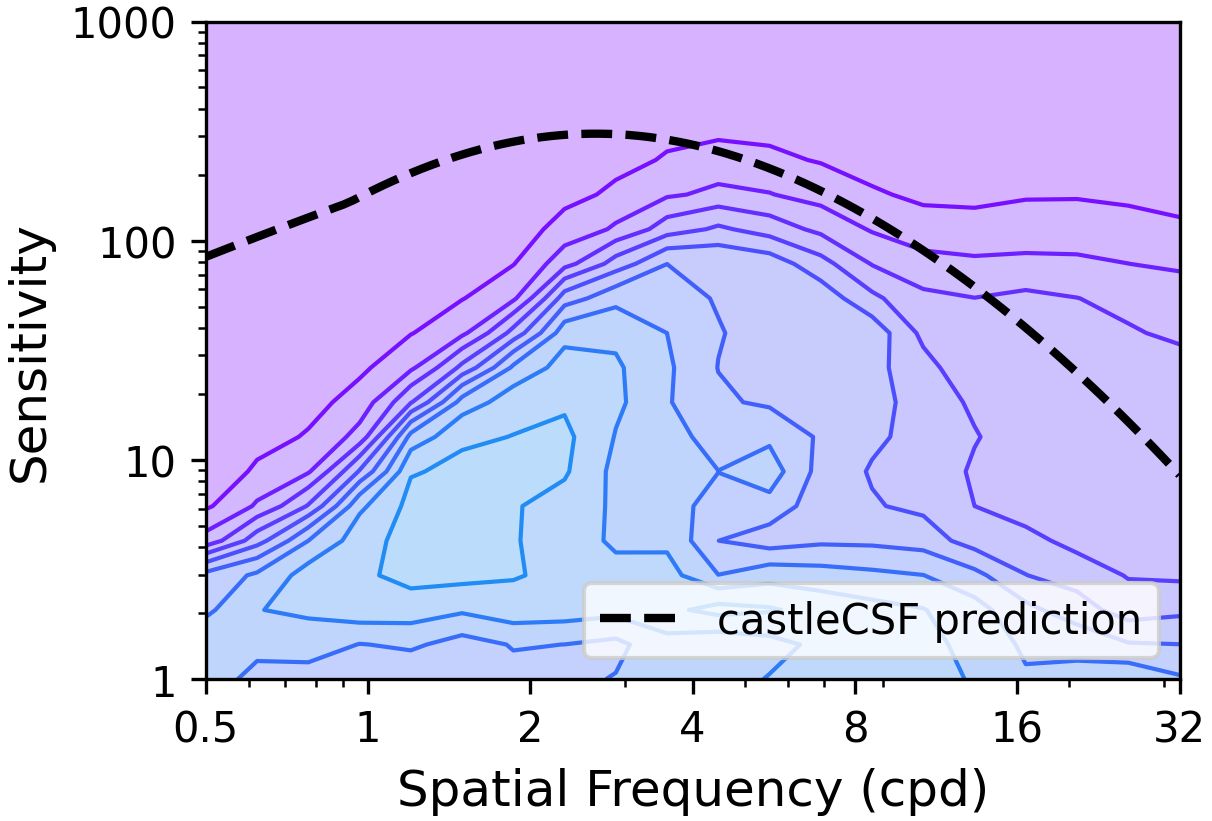 1000
100
10
1
Sensitivity
castleCSF prediction
0.5 1 2 4 8 16 32
Spatial Frequency (cpd)